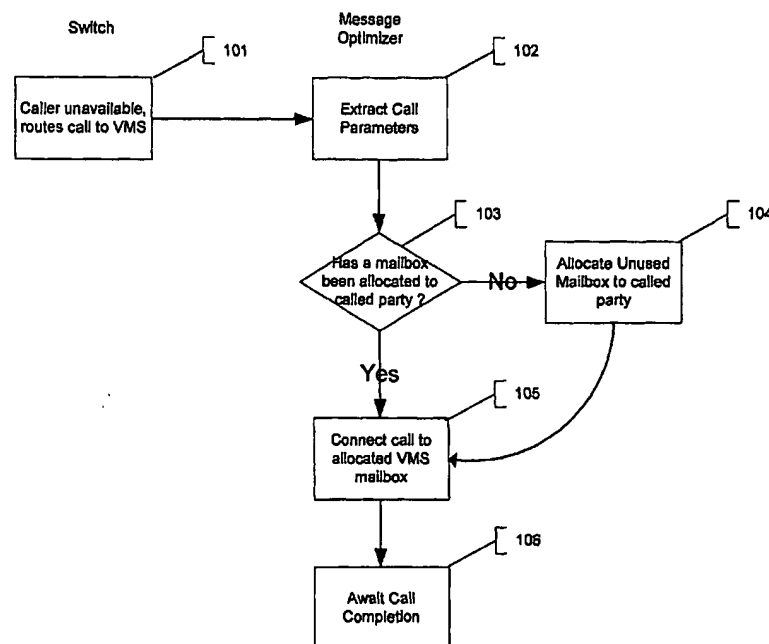 Switch
Message
Optimizer
101
102
Caller unavailable,
routes call to VMS
Extract Call
Parameters
103
104
Has a mailbox
been allocated to
called party ?
No
Allocate Unused
Mailbox to called
party
Yes
105
Connect call to
allocated VMS
mailbox
106
Await Call
Completion